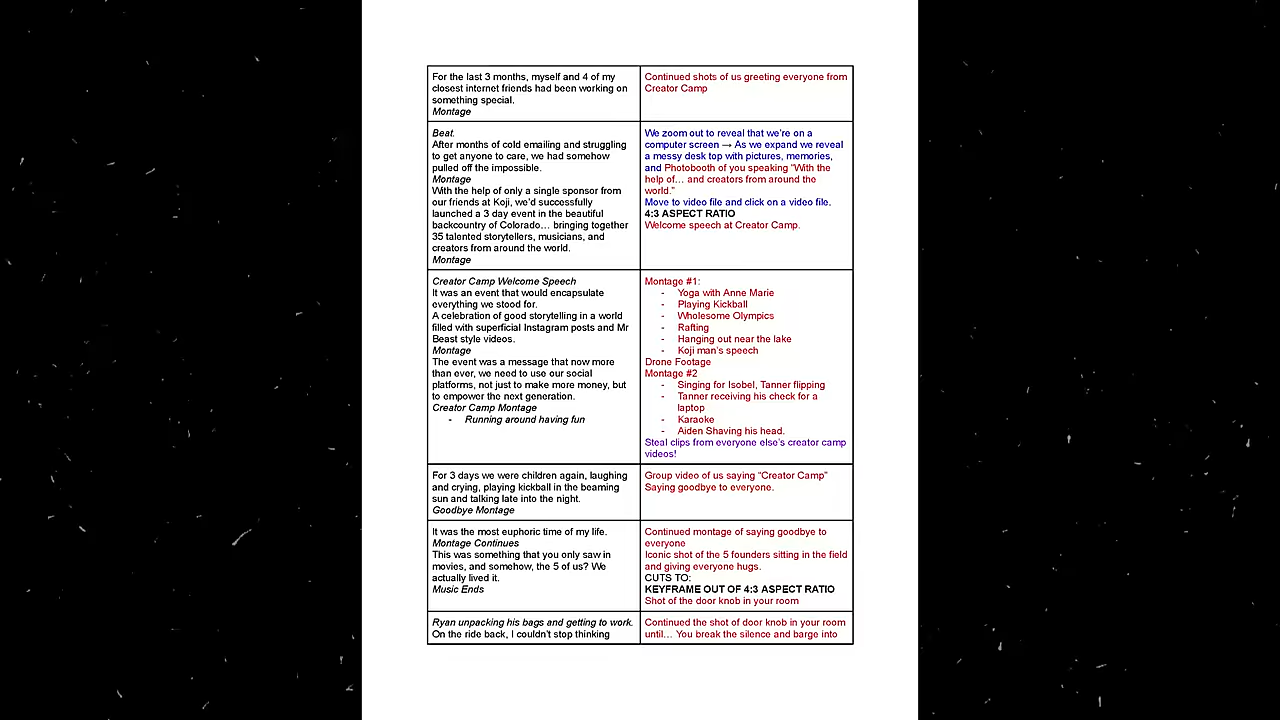 For the last 3 months, myself and 4 of my
closest internet friends had been working on
something special.
Montage
Continued shots of us greeting everyone from
Creator Camp
Beat.
After months of cold emailing and struggling
to get anyone to care, we had somehow
pulled off the impossible.
Montage
With the help of only a single sponsor from
our friends at Koji, we'd successfully
launched a 3 day event in the beautiful
backcountry of Colorado... bringing together
35 talented storytellers, musicians, and
creators from around the world.
Montage
We zoom out to reveal that we're on a
computer screen → As we expand we reveal
a messy desk top with pictures, memories,
and Photobooth of you speaking "With the
help of... and creators from around the
world."
Move to video file and click on a video file.
4:3 ASPECT RATIO
Welcome speech at Creator Camp.
Creator Camp Welcome Speech
It was an event that would encapsulate
everything we stood for.
A celebration of good storytelling in a world
filled with superficial Instagram posts and Mr
Beast style videos.
Montage
The event was a message that now more
than ever, we need to use our social
platforms, not just to make more money, but
to empower the next generation.
Creator Camp Montage
- Running around having fun
Montage #1:
- Yoga with Anne Marie
- Playing Kickball
- Wholesome Olympics
- Rafting
- Hanging out near the lake
- Koji man's speech
Drone Footage
Montage #2
- Singing for Isobel, Tanner flipping
- Tanner receiving his check for a
laptop
- Karaoke
- Aiden Shaving his head.
Steal clips from everyone else's creator camp
videos!
For 3 days we were children again, laughing
and crying, playing kickball in the beaming
sun and talking late into the night.
Goodbye Montage
Group video of us saying "Creator Camp"
Saying goodbye to everyone.
It was the most euphoric time of my life.
Montage Continues
This was something that you only saw in
movies, and somehow, the 5 of us? We
actually lived it.
Music Ends
Continued montage of saying goodbye to
everyone
Iconic shot of the 5 founders sitting in the field
and giving everyone hugs.
CUTS TO:
KEYFRAME OUT OF 4:3 ASPECT RATIO
Shot of the door knob in your room
Ryan unpacking his bags and getting to work.
On the ride back, I couldn't stop thinking
Continued the shot of door knob in your room
until... You break the silence and barge into